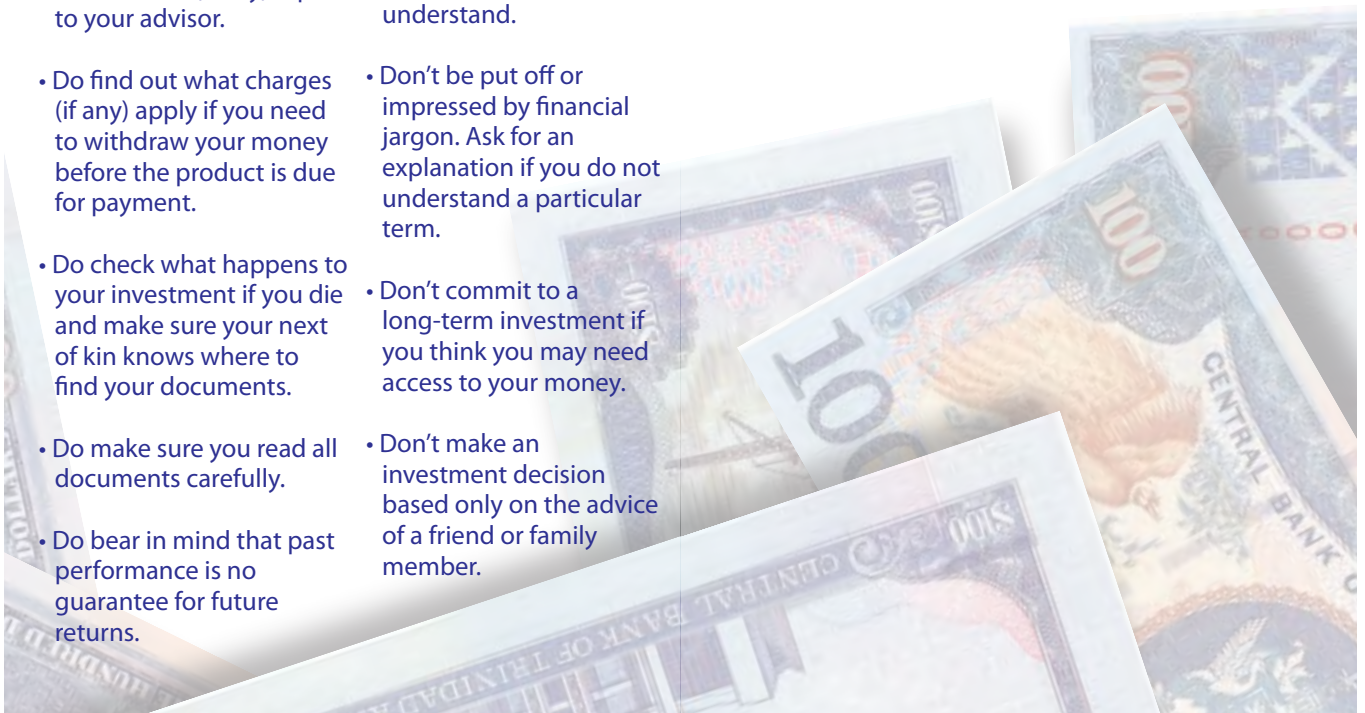 to your advisor.
• Do find out what charges
(if any) apply if you need
to withdraw your money
before the product is due
for payment.
• Do check what happens to
your investment if you die
and make sure your next
of kin knows where to
find your documents.
• Do make sure you read all
documents carefully.
• Do bear in mind that past
performance is no
guarantee for future
returns.
understand.
• Don't be put off or
impressed by financial
jargon. Ask for an
explanation if you do not
understand a particular
term.
• Don't commit to a
long-term investment if
you think you may need
access to your money.
• Don't make an
investment decision
based only on the advice
of a friend or family
member.
$100
$100
100
100
CENTRAL BANK
$100
CENTRAL
BANK OF TRINIDAD